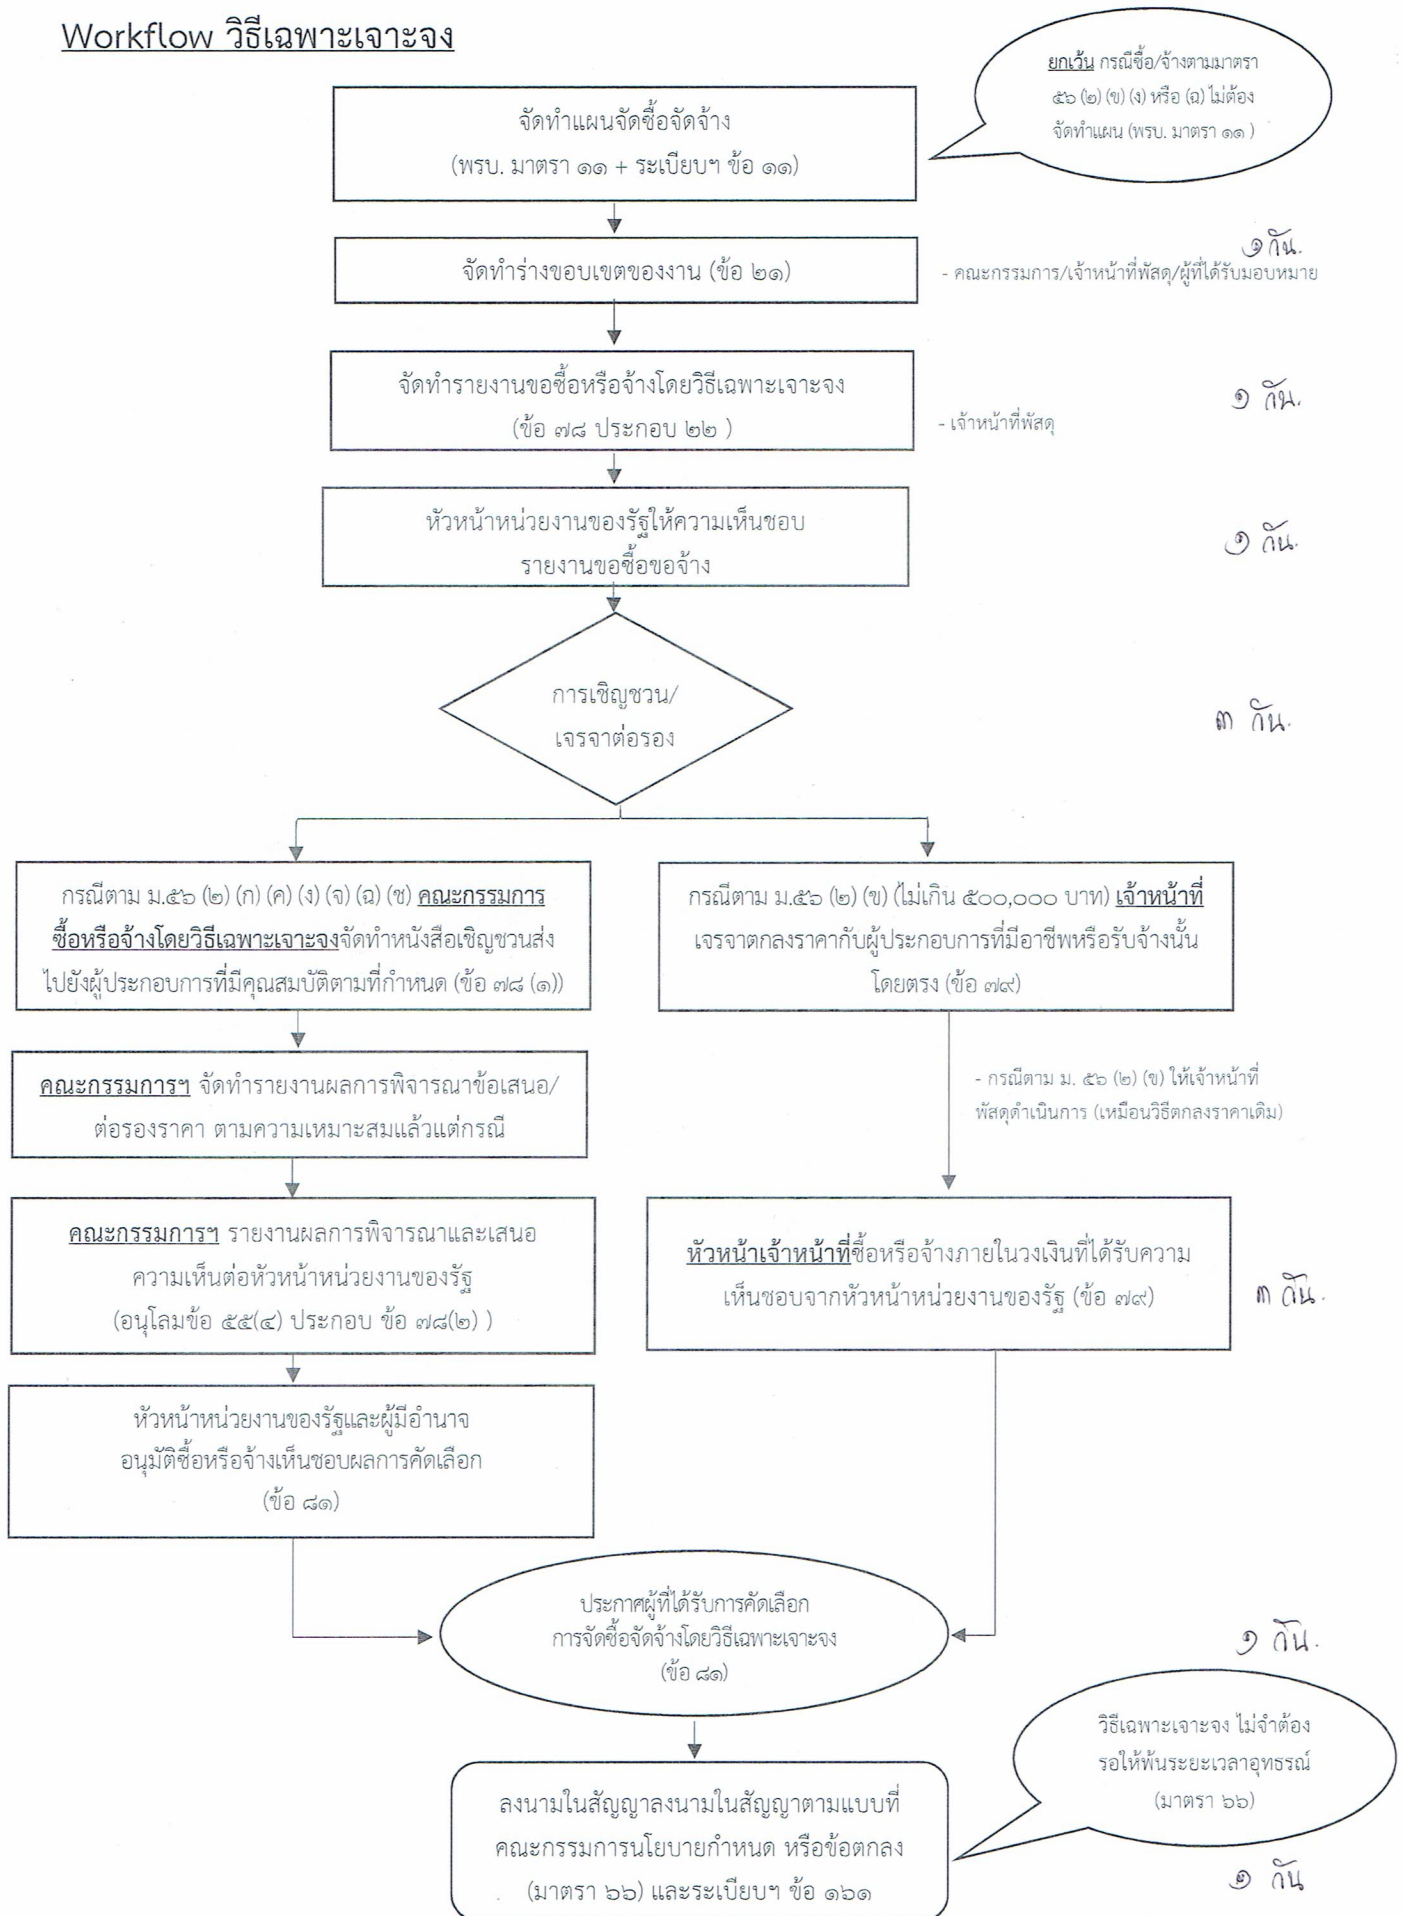 Workflow วิธีเฉพาะเจาะจง
ยกเว้น กรณีซื้อ/จ้างตามมาตรา
๕๖ (๒) (ข) (ง) หรือ (ฉ) ไม่ต้อง
จัดทำแผน (พรบ. มาตรา ๑๑ )
จัดทำแผนจัดซื้อจัดจ้าง
(พรบ. มาตรา ๑๑ + ระเบียบฯ ข้อ ๑๑)
๑ วัน.
จัดทำร่างขอบเขตของงาน (ข้อ ๒๑)
- คณะกรรมการ/เจ้าหน้าที่พัสดุ/ผู้ที่ได้รับมอบหมาย
จัดทำรายงานขอซื้อหรือจ้างโดยวิธีเฉพาะเจาะจง
(ข้อ ๗๘ ประกอบ ๒๒ )
๑ วัน.
- เจ้าหน้าที่พัสดุ
หัวหน้าหน่วยงานของรัฐให้ความเห็นชอบ
รายงานขอซื้อขอจ้าง
๑ วัน.
การเชิญชวน/
เจรจาต่อรอง
๓ วัน.
กรณีตาม ม.๕๖ (๒) (ก) (ค) (ง) (จ) (ฉ) (ช) คณะกรรมการ
ซื้อหรือจ้างโดยวิธีเฉพาะเจาะจงจัดทำหนังสือเชิญชวนส่ง
ไปยังผู้ประกอบการที่มีคุณสมบัติตามที่กำหนด (ข้อ ๗๘ (๑))
กรณีตาม ม.๕๖ (๒) (ข) (ไม่เกิน ๕๐๐,๐๐๐ บาท) เจ้าหน้าที่
เจรจาตกลงราคากับผู้ประกอบการที่มีอาชีพหรือรับจ้างนั้น
โดยตรง (ข้อ ๗๙)
คณะกรรมการฯ จัดทำรายงานผลการพิจารณาข้อเสนอ/
ต่อรองราคา ตามความเหมาะสมแล้วแต่กรณี
- กรณีตาม ม. ๕๖ (๒) (ข) ให้เจ้าหน้าที่
พัสดุดำเนินการ (เหมือนวิธีตกลงราคาเดิม)
คณะกรรมการฯ รายงานผลการพิจารณาและเสนอ
ความเห็นต่อหัวหน้าหน่วยงานของรัฐ
(อนุโลมข้อ ๕๕(๔) ประกอบ ข้อ ๗๘(๒) )
หัวหน้าเจ้าหน้าที่ซื้อหรือจ้างภายในวงเงินที่ได้รับความ
เห็นชอบจากหัวหน้าหน่วยงานของรัฐ (ข้อ ๗๙)
๓ วัน.
หัวหน้าหน่วยงานของรัฐและผู้มีอำนาจ
อนุมัติซื้อหรือจ้างเห็นชอบผลการคัดเลือก
(ข้อ ๘๑)
ประกาศผู้ที่ได้รับการคัดเลือก
การจัดซื้อจัดจ้างโดยวิธีเฉพาะเจาะจง
(ข้อ ๘๑)
๑ วัน.
วิธีเฉพาะเจาะจง ไม่จำต้อง
รอให้พ้นระยะเวลาอุทธรณ์
(มาตรา ๖๖)
ลงนามในสัญญาลงนามในสัญญาตามแบบที่
คณะกรรมการนโยบายกำหนด หรือข้อตกลง
(มาตรา ๖๖) และระเบียบฯ ข้อ ๑๖๑
๑ วัน